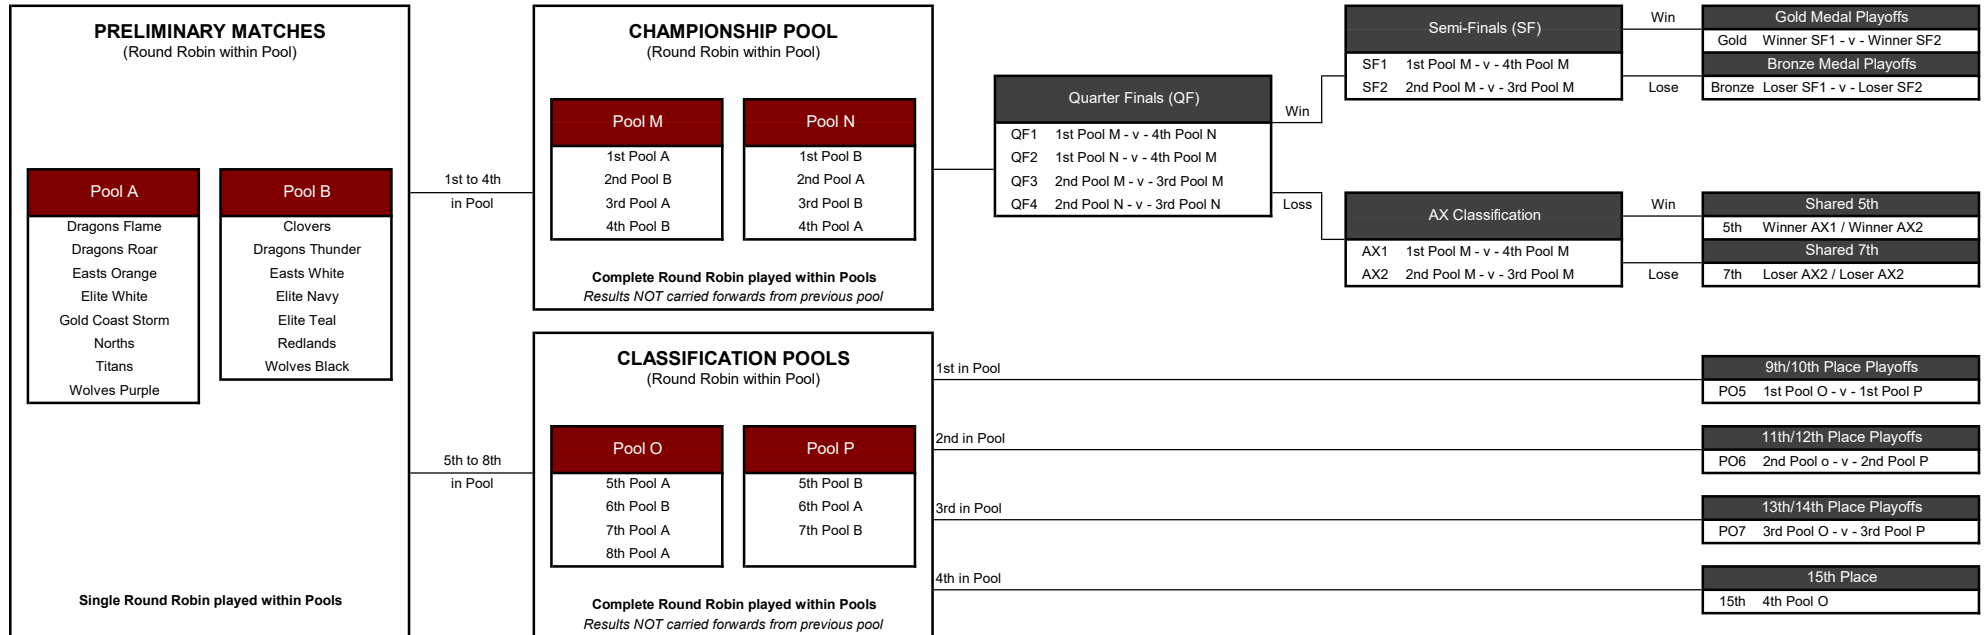 PRELIMINARY MATCHES
(Round Robin within Pool)
Pool A
Dragons Flame
Dragons Roar
Easts Orange
Elite White
Gold Coast Storm
Norths
Titans
Wolves Purple
Pool B
Clovers
Dragons Thunder
Easts White
Elite Navy
Elite Teal
Redlands
Wolves Black
Single Round Robin played within Pools
1st to 4th
in Pool
5th to 8th
in Pool
CHAMPIONSHIP POOL
(Round Robin within Pool)
Pool M
1st Pool A
2nd Pool B
3rd Pool A
4th Pool B
Pool N
1st Pool B
2nd Pool A
3rd Pool B
4th Pool A
Complete Round Robin played within Pools
Results NOT carried forwards from previous pool
CLASSIFICATION POOLS
(Round Robin within Pool)
Pool O
5th Pool A
6th Pool B
7th Pool A
8th Pool A
Pool P
5th Pool B
6th Pool A
7th Pool B
Complete Round Robin played within Pools
Results NOT carried forwards from previous pool
Quarter Finals (QF)
QF1 1st Pool M - v - 4th Pool N
QF2 1st Pool N - v - 4th Pool M
QF3 2nd Pool M - v - 3rd Pool M
QF4 2nd Pool N - v - 3rd Pool N
Win
Loss
Semi-Finals (SF)
SF1 1st Pool M - v - 4th Pool M
SF2 2nd Pool M - v - 3rd Pool M
Win
Lose
Gold Medal Playoffs
Gold Winner SF1 - v - Winner SF2
Bronze Medal Playoffs
Bronze Loser SF1 - v - Loser SF2
AX Classification
AX1 1st Pool M - v - 4th Pool M
AX2 2nd Pool M - v - 3rd Pool M
Win
Lose
Shared 5th
5th Winner AX1 / Winner AX2
Shared 7th
7th Loser AX2 / Loser AX2
1st in Pool
9th/10th Place Playoffs
PO5 1st Pool O - v - 1st Pool P
2nd in Pool
11th/12th Place Playoffs
PO6 2nd Pool o - v - 2nd Pool P
3rd in Pool
13th/14th Place Playoffs
PO7 3rd Pool O - v - 3rd Pool P
4th in Pool
15th Place
15th 4th Pool O